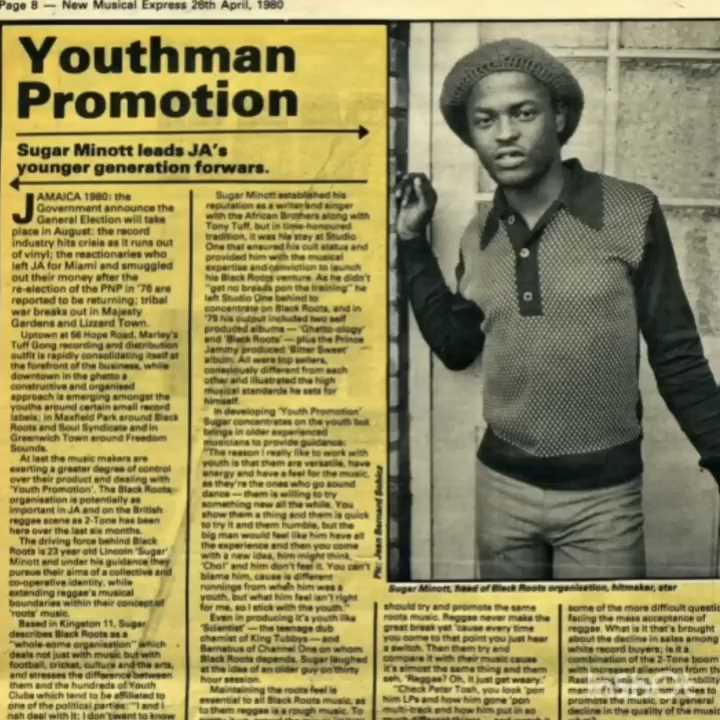 Page 8 — New Musical Express 26th April, 1980
Youthman
Promotion
Sugar Minott leads JA's
younger generation forwars.
JAMAICA 1980: the
Government announce the
General Election will take
place in August: the record
industry hits crisis as it runs out
of vinyl; the reactionaries who
left JA for Miami and smuggled
out their money after the
re-election of the PNP in '76 are
reported to be returning; tribal
war breaks out in Majesty
Gardens and Lizzard Town.
Uptown at 56 Hope Road, Marley's
Tuff Gong recording and distribution
outfit is rapidly consolidating itself at
the forefront of the business, while
downtown in the ghetto a
constructive and organised
approach is emerging amongst the
youths around certain small record
labels; in Maxfield Park around Black
Roots and Soul Syndicate and in
Greenwich Town around Freedom
Sounds.
At last the music makers are
exerting a greater degree of control
over their product and dealing with
'Youth Promotion'. The Black Roots
organisation is potentially as
important in JA and on the British
reggae scene as 2-Tone has been
here over the last six months.
The driving force behind Black
Roots is 23 year old Lincoln 'Sugar'
Minott and under his guidance they
pursue their aims of a collective and
co-operative identity, while
extending reggae's musical
boundaries within their concept of
'roots' music.
Based in Kingston 11, Sugar
describes Black Roots as a
"whole-some organisation" which
deals not just with music but with
football, cricket, culture and the arts,
and stresses the difference between
them and the hundreds of Youth
Clubs which tend to be affiliated to
one of the political parties: "I and I
nah deal with it; I don't want to know
Sugar Minott established his
reputation as a writer and singer
with the African Brothers along with
Tony Tuff, but in time-honoured
tradition, it was his stay at Studio
One that ensured his cult status and
provided him with the musical
expertise and conviction to launch
his Black Roots venture. As he didn't
"get no breads pon the training" he
left Studio One behind to
concentrate on Black Roots, and in
'79 his output included two self
produced albums — 'Ghetto-ology'
and 'Black Roots' — plus the Prince
Jammy produced 'Bitter Sweet'
album. All were top sellers,
consciously different from each
other and illustrated the high
musical standards he sets for
himself.
In developing 'Youth Promotion'
Sugar concentrates on the youth but
brings in older experienced
musicians to provide guidance:
"The reason I really like to work with
youth is that them are versatile, have
energy and have a feel for the music,
as they're the ones who go sound
dance — them is willing to try
something new all the while. You
show them a thing and them is quick
to try it and them humble, but the
big man would feel like him have all
the experience and then you come
with a new idea, him might think,
'Cho!' and him don't feel it. You can't
blame him, cause is different
runnings from when him was a
youth, but what him feel isn't right
for me, so I stick with the youth."
Even in producing it's youth like
'Scientist' — the teenage dub
chemist of King Tubbys — and
Barnabus of Channel One on whom
Black Roots depends. Sugar laughed
at the idea of an older guy on thirty
hour session.
Maintaining the roots feel is
essential to all Black Roots music, as
to them reggae is a rough music. To
Pic: Jean Bernard Sohiez
Sugar Minott, head of Black Roots organisation, hitmaker, star
should try and promote the same
roots music. Reggae never make the
great break yet 'cause every time
you come to that point you just hear
a switch. Then them try and
compare it with their music cause
it's almost the same thing and them
seh, 'Reggae? Oh, it just get weary.'
"Check Peter Tosh, you look 'pon
him LPs and how him gone 'pon
multi-track and how him put in so
some of the more difficult
facing the mass acceptance of
reggae. What is it that's brought
about the decline in sales among
white record buyers; is it a
combination of the 2-Tone boom
with increased alienation from the
promote the music, or a general
decline in the quality of the